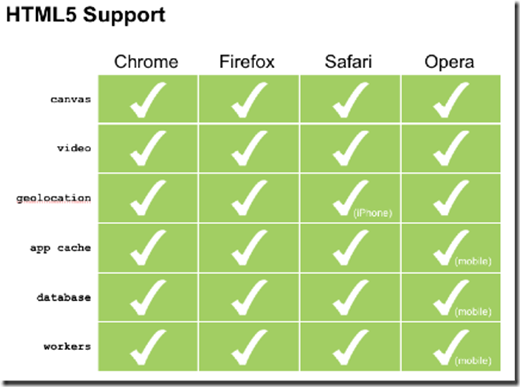 HTML5 Support
Chrome Firefox Safari Opera
canvas
video
geolocation
(iPhone)
app cache
(mobile)
database
(mobile)
workers
(mobile)